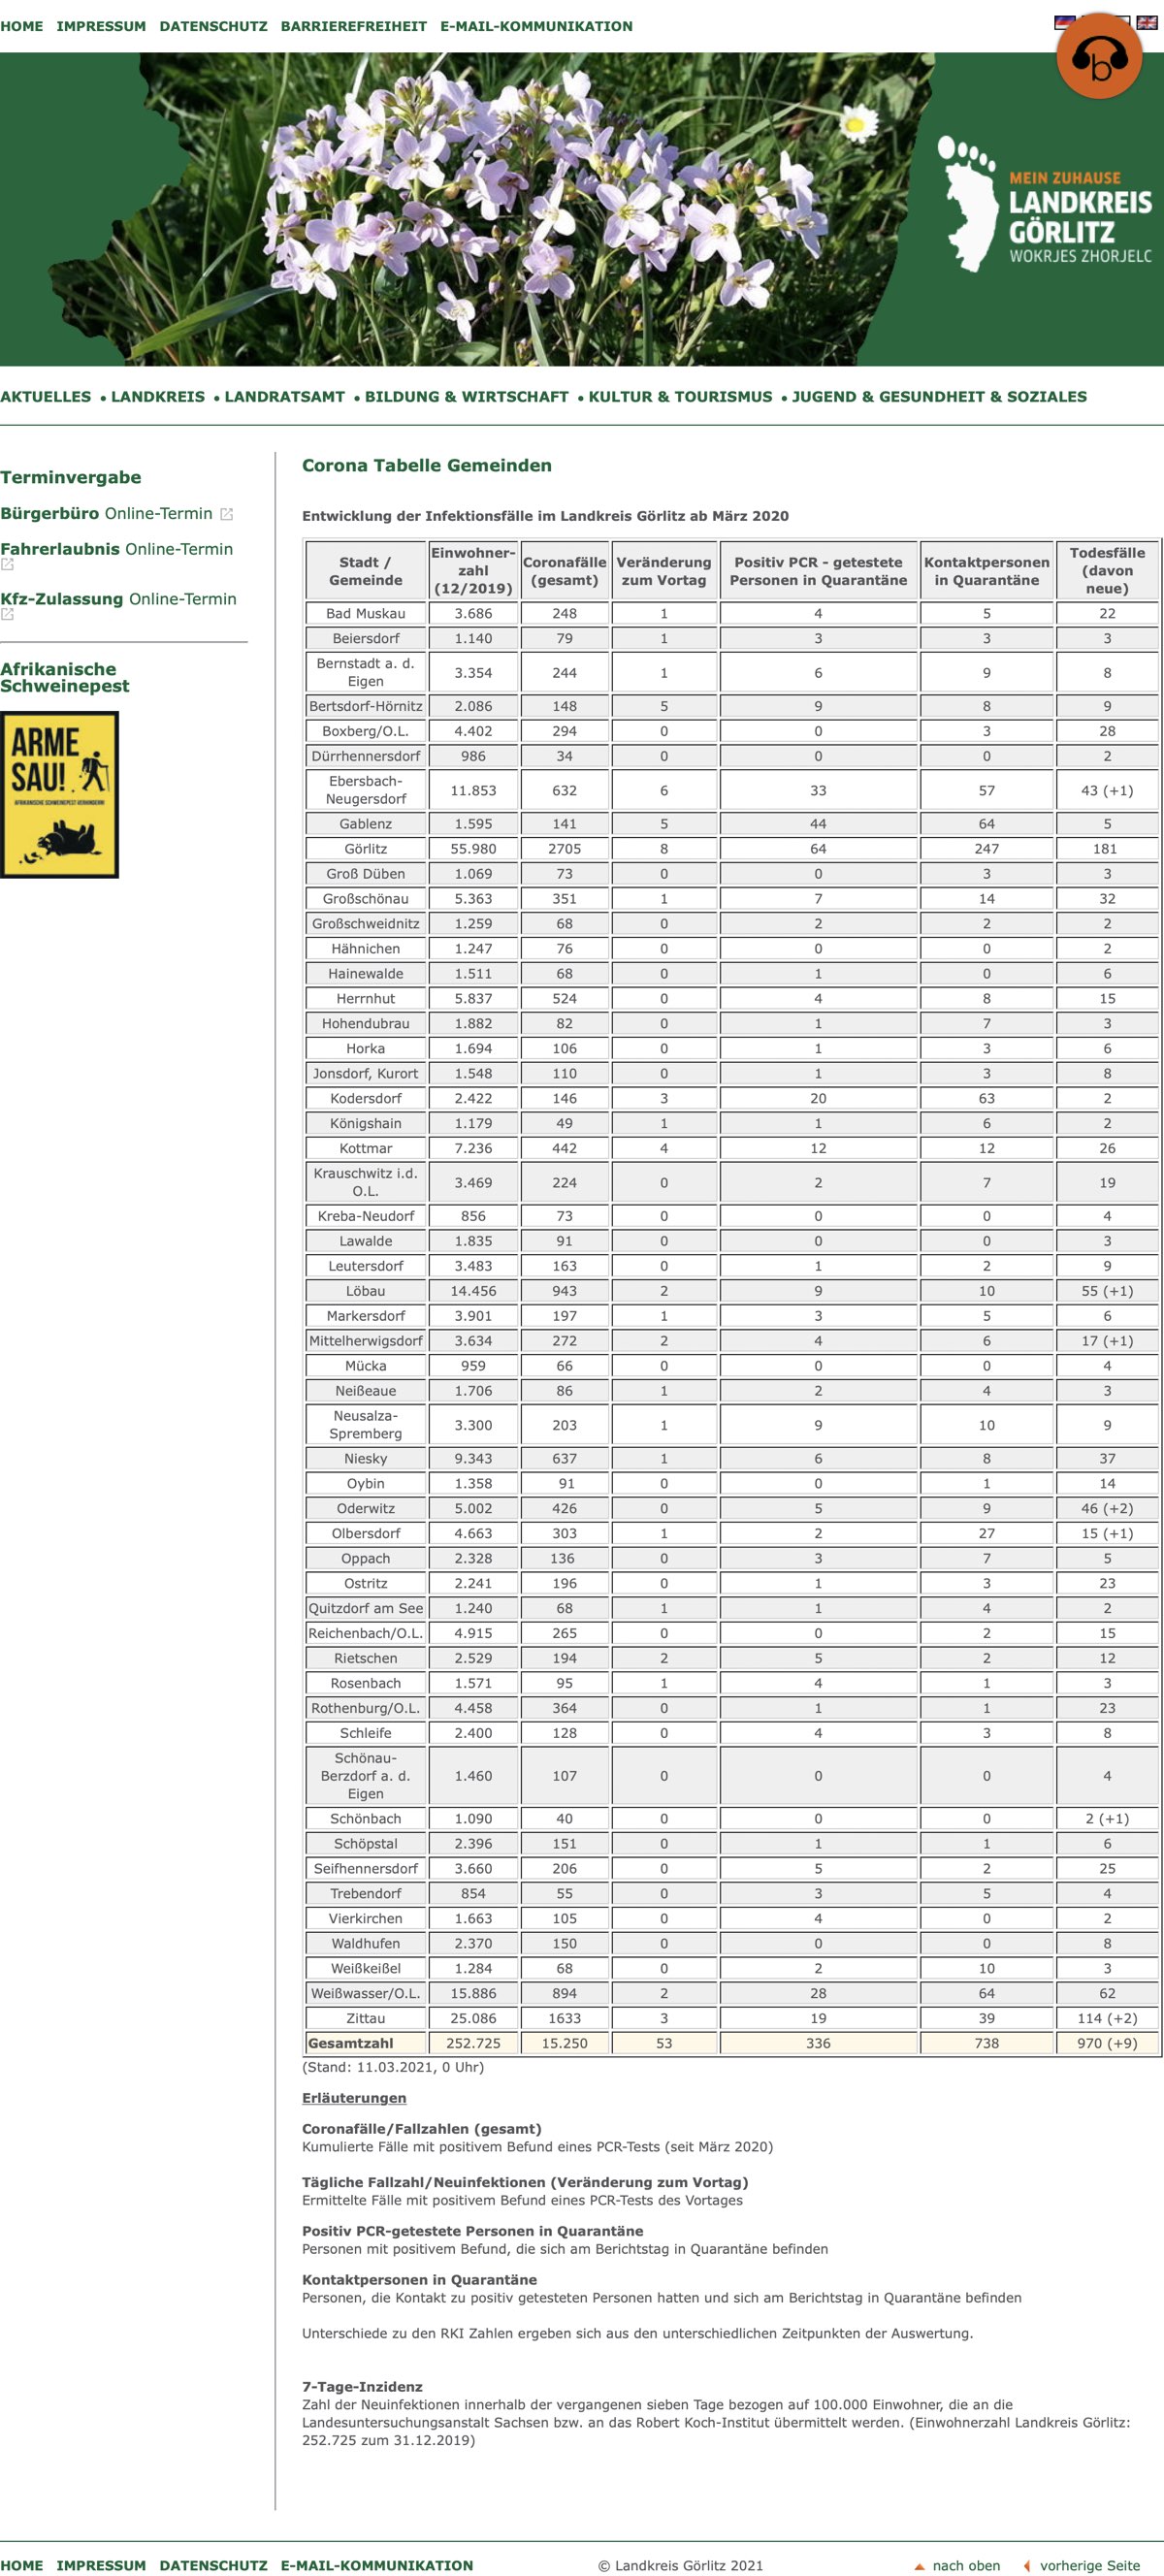 HOME IMPRESSUM DATENSCHUTZ BARRIEREFREIHEIT E-MAIL-KOMMUNIKATION
b
MEIN ZUHAUSE
LANDKREIS
GÖRLITZ
WOKRJES ZHORJELC
AKTUELLES • LANDKREIS • LANDRATSAMT • BILDUNG & WIRTSCHAFT • KULTUR & TOURISMUS • JUGEND & GESUNDHEIT & SOZIALES
Terminvergabe
Bürgerbüro Online-Termin
Fahrerlaubnis Online-Termin
Kfz-Zulassung Online-Termin
Afrikanische
Schweinepest
ARME
SAU!
AFRIKANISCHE SCHWEINEPEST VERHINDERN!
Corona Tabelle Gemeinden
Entwicklung der Infektionsfälle im Landkreis Görlitz ab März 2020
Stadt / Gemeinde Einwohner-zahl (12/2019) Coronafälle (gesamt) Veränderung zum Vortag Positiv PCR - getestete Personen in Quarantäne Kontaktpersonen in Quarantäne Todesfälle (davon neue)
Bad Muskau 3.686 248 1 4 5 22
Beiersdorf 1.140 79 1 3 3 3
Bernstadt a. d. Eigen 3.354 244 1 6 9 8
Bertsdorf-Hörnitz 2.086 148 5 9 8 9
Boxberg/O.L. 4.402 294 0 0 3 28
Dürrhennersdorf 986 34 0 0 0 2
Ebersbach-Neugersdorf 11.853 632 6 33 57 43 (+1)
Gablenz 1.595 141 5 44 64 5
Görlitz 55.980 2705 8 64 247 181
Groß Düben 1.069 73 0 0 3 3
Großschönau 5.363 351 1 7 14 32
Großschweidnitz 1.259 68 0 2 2 2
Hähnichen 1.247 76 0 0 0 2
Hainewalde 1.511 68 0 1 0 6
Herrnhut 5.837 524 0 4 8 15
Hohendubrau 1.882 82 0 1 7 3
Horka 1.694 106 0 1 3 6
Jonsdorf, Kurort 1.548 110 0 1 3 8
Kodersdorf 2.422 146 3 20 63 2
Königshain 1.179 49 1 1 6 2
Kottmar 7.236 442 4 12 12 26
Krauschwitz i.d. O.L. 3.469 224 0 2 7 19
Kreba-Neudorf 856 73 0 0 0 4
Lawalde 1.835 91 0 0 0 3
Leutersdorf 3.483 163 0 1 2 9
Löbau 14.456 943 2 9 10 55 (+1)
Markersdorf 3.901 197 1 3 5 6
Mittelherwigsdorf 3.634 272 2 4 6 17 (+1)
Mücka 959 66 0 0 0 4
Neißeaue 1.706 86 1 2 4 3
Neusalza-Spremberg 3.300 203 1 9 10 9
Niesky 9.343 637 1 6 8 37
Oybin 1.358 91 0 0 1 14
Oderwitz 5.002 426 0 5 9 46 (+2)
Olbersdorf 4.663 303 1 2 27 15 (+1)
Oppach 2.328 136 0 3 7 5
Ostritz 2.241 196 0 1 3 23
Quitzdorf am See 1.240 68 1 1 4 2
Reichenbach/O.L. 4.915 265 0 0 2 15
Rietschen 2.529 194 2 5 2 12
Rosenbach 1.571 95 1 4 1 3
Rothenburg/O.L. 4.458 364 0 1 1 23
Schleife 2.400 128 0 4 3 8
Schönau-Berzdorf a. d. Eigen 1.460 107 0 0 0 4
Schönbach 1.090 40 0 0 0 2 (+1)
Schöpstal 2.396 151 0 1 1 6
Seifhennersdorf 3.660 206 0 5 2 25
Trebendorf 854 55 0 3 5 4
Vierkirchen 1.663 105 0 4 0 2
Waldhufen 2.370 150 0 0 0 8
Weißkeißel 1.284 68 0 2 10 3
Weißwasser/O.L. 15.886 894 2 28 64 62
Zittau 25.086 1633 3 19 39 114 (+2)
Gesamtzahl 252.725 15.250 53 336 738 970 (+9)
(Stand: 11.03.2021, 0 Uhr)
Erläuterungen
Coronafälle/Fallzahlen (gesamt)
Kumulierte Fälle mit positivem Befund eines PCR-Tests (seit März 2020)
Tägliche Fallzahl/Neuinfektionen (Veränderung zum Vortag)
Ermittelte Fälle mit positivem Befund eines PCR-Tests des Vortages
Positiv PCR-getestete Personen in Quarantäne
Personen mit positivem Befund, die sich am Berichtstag in Quarantäne befinden
Kontaktpersonen in Quarantäne
Personen, die Kontakt zu positiv getesteten Personen hatten und sich am Berichtstag in Quarantäne befinden
Unterschiede zu den RKI Zahlen ergeben sich aus den unterschiedlichen Zeitpunkten der Auswertung.
7-Tage-Inzidenz
Zahl der Neuinfektionen innerhalb der vergangenen sieben Tage bezogen auf 100.000 Einwohner, die an die
Landesuntersuchungsanstalt Sachsen bzw. an das Robert Koch-Institut übermittelt werden. (Einwohnerzahl Landkreis Görlitz:
252.725 zum 31.12.2019)
HOME IMPRESSUM DATENSCHUTZ E-MAIL-KOMMUNIKATION © Landkreis Görlitz 2021 nach oben vorherige Seite